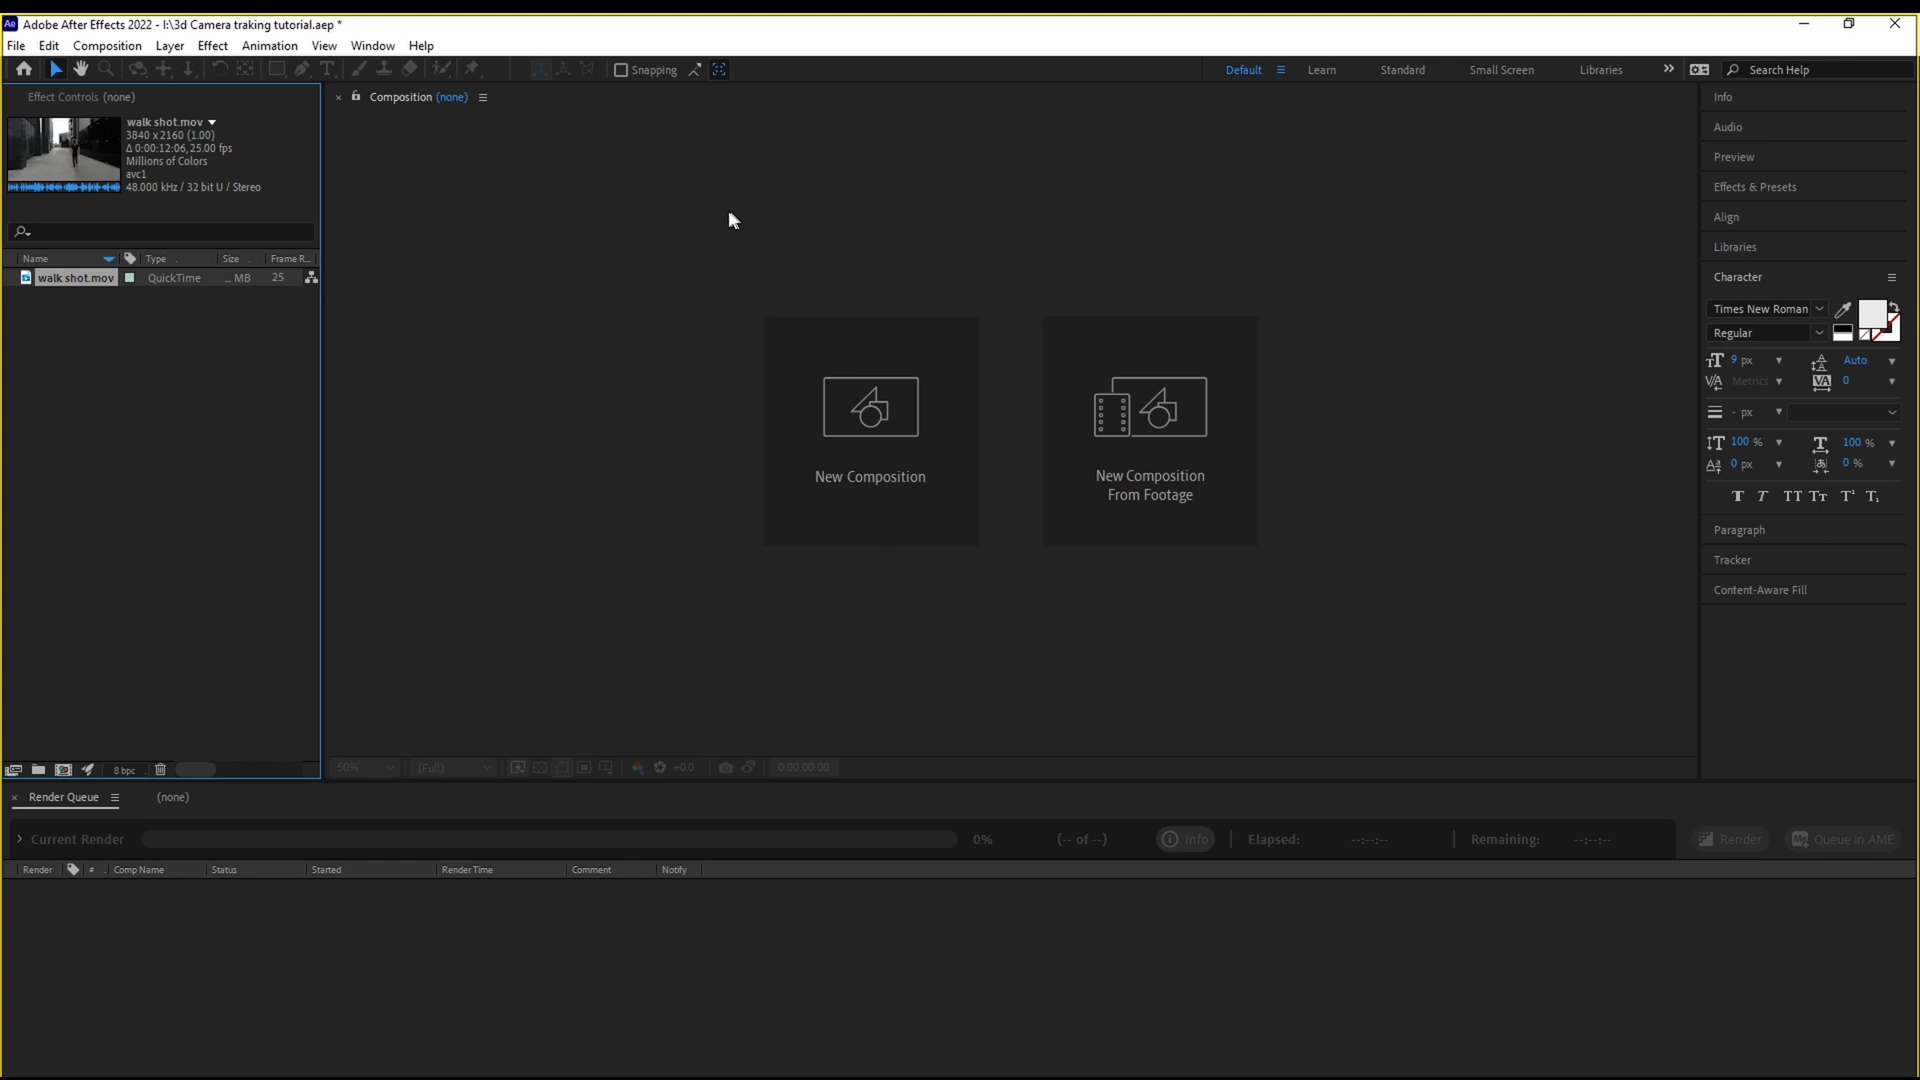 Adobe After Effects 2022 - I:\3d Camera traking tutorial.aep *
File Edit Composition Layer Effect Animation View Window Help
Snapping
Default Learn Standard Small Screen Libraries Search Help
Effect Controls (none)
walk shot.mov
3840 x 2160 (1.00)
Δ 0:00:12:06, 25.00 fps
Millions of Colors
avc1
48.000 kHz / 32 bit U / Stereo
Name Type Size Frame R...
walk shot.mov QuickTime ... MB 25
8 bpc
Composition (none)
New Composition
New Composition
From Footage
50% (Full) +0.0 0:00:00:00
Info
Audio
Preview
Effects & Presets
Align
Libraries
Character
Times New Roman
Regular
9 px Auto
Metrics 0
- px
100 % 100 %
0 px 0 %
Paragraph
Tracker
Content-Aware Fill
Render Queue (none)
Current Render 0% (-- of --) Info Elapsed: --:--:-- Remaining: --:--:-- Render Queue in AME
Render # Comp Name Status Started Render Time Comment Notify